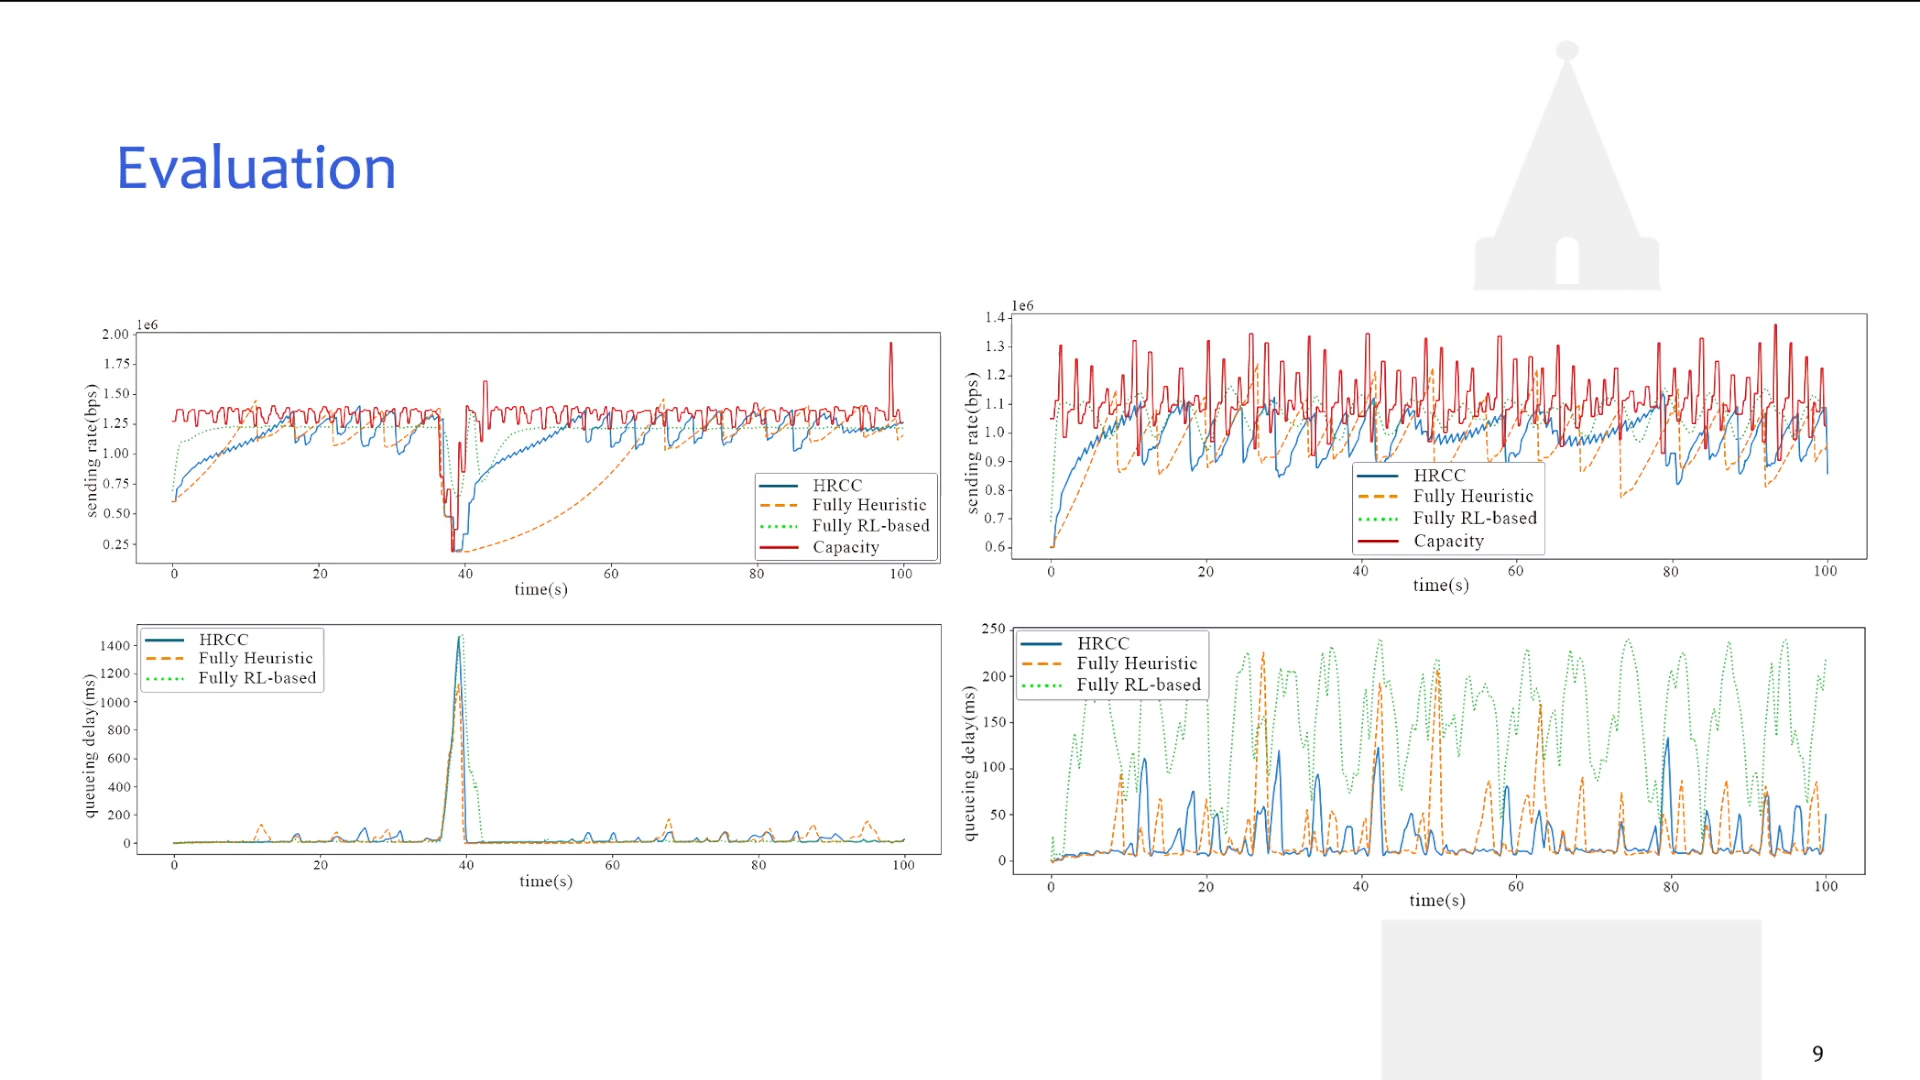 Evaluation
1e6
2.00
1.75
1.50
1.25
1.00
0.75
0.50
0.25
sending rate(bps)
HRCC
Fully Heuristic
Fully RL-based
Capacity
0 20 40 60 80 100
time(s)
1e6
1.4
1.3
1.2
1.1
1.0
0.9
0.8
0.7
0.6
sending rate(bps)
HRCC
Fully Heuristic
Fully RL-based
Capacity
0 20 40 60 80 100
time(s)
HRCC
Fully Heuristic
Fully RL-based
1400
1200
1000
800
600
400
200
0
queueing delay(ms)
0 20 40 60 80 100
time(s)
HRCC
Fully Heuristic
Fully RL-based
250
200
150
100
50
0
queueing delay(ms)
0 20 40 60 80 100
time(s)
9